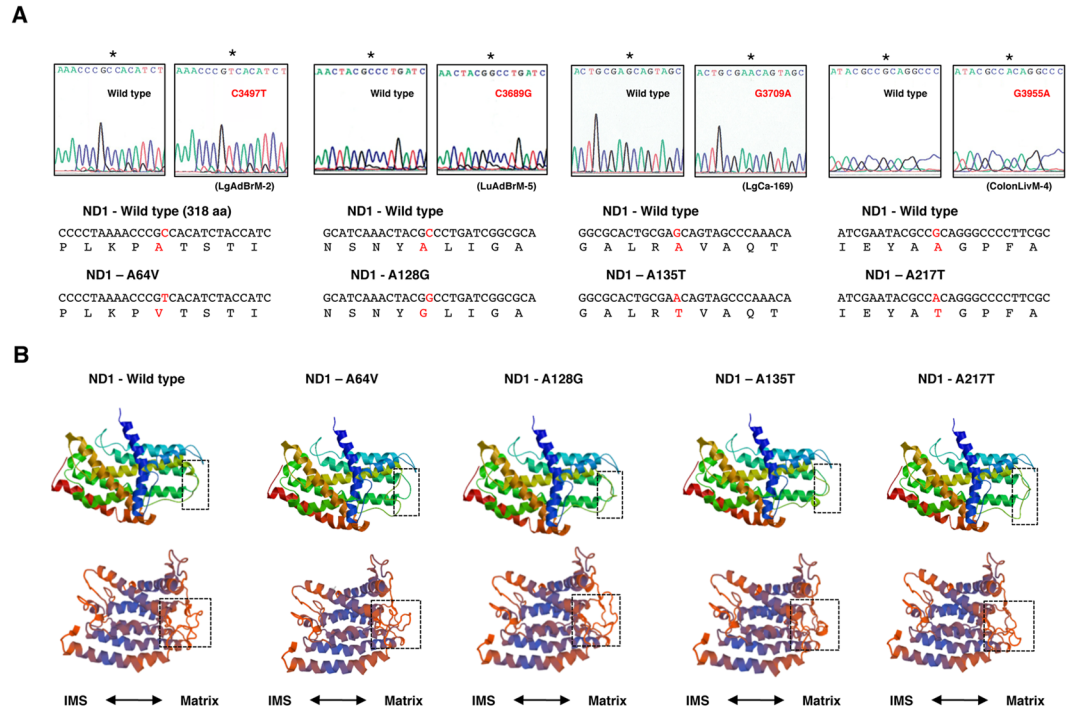 A
* * * * * * * *
AAACCCGCCACATCT AAACCCGTCACATCT AACTACGCCCTGATC AACTACGGCCTGATC ACTGCGAGCAGTAGC ACTGCGAACAGTAGC ATACGCCGCAGGCCC ATACGCCACAGGCCC
Wild type C3497T Wild type C3689G Wild type G3709A Wild type G3955A
(LgAdBrM-2) (LuAdBrM-5) (LgCa-169) (ColonLivM-4)
ND1 - Wild type (318 aa) ND1 - Wild type ND1 - Wild type ND1 - Wild type
CCCCTAAAACCCGCCACATCTACCATC GCATCAAACTACGCCCTGATCGGCGCA GGCGCACTGCGAGCAGTAGCCCAAACA ATCGAATACGCCGCAGGCCCCTTCGC
P L K P A T S T I N S N Y A L I G A G A L R A V A Q T I E Y A A G P F A
ND1 – A64V ND1 - A128G ND1 – A135T ND1 – A217T
CCCCTAAAACCCGTCACATCTACCATC GCATCAAACTACGGCCTGATCGGCGCA GGCGCACTGCGAACAGTAGCCCAAACA ATCGAATACGCCACAGGCCCCTTCGC
P L K P V T S T I N S N Y G L I G A G A L R T V A Q T I E Y A T G P F A
B
ND1 - Wild type ND1 – A64V ND1 - A128G ND1 – A135T ND1 - A217T
IMS Matrix IMS Matrix IMS Matrix IMS Matrix IMS Matrix